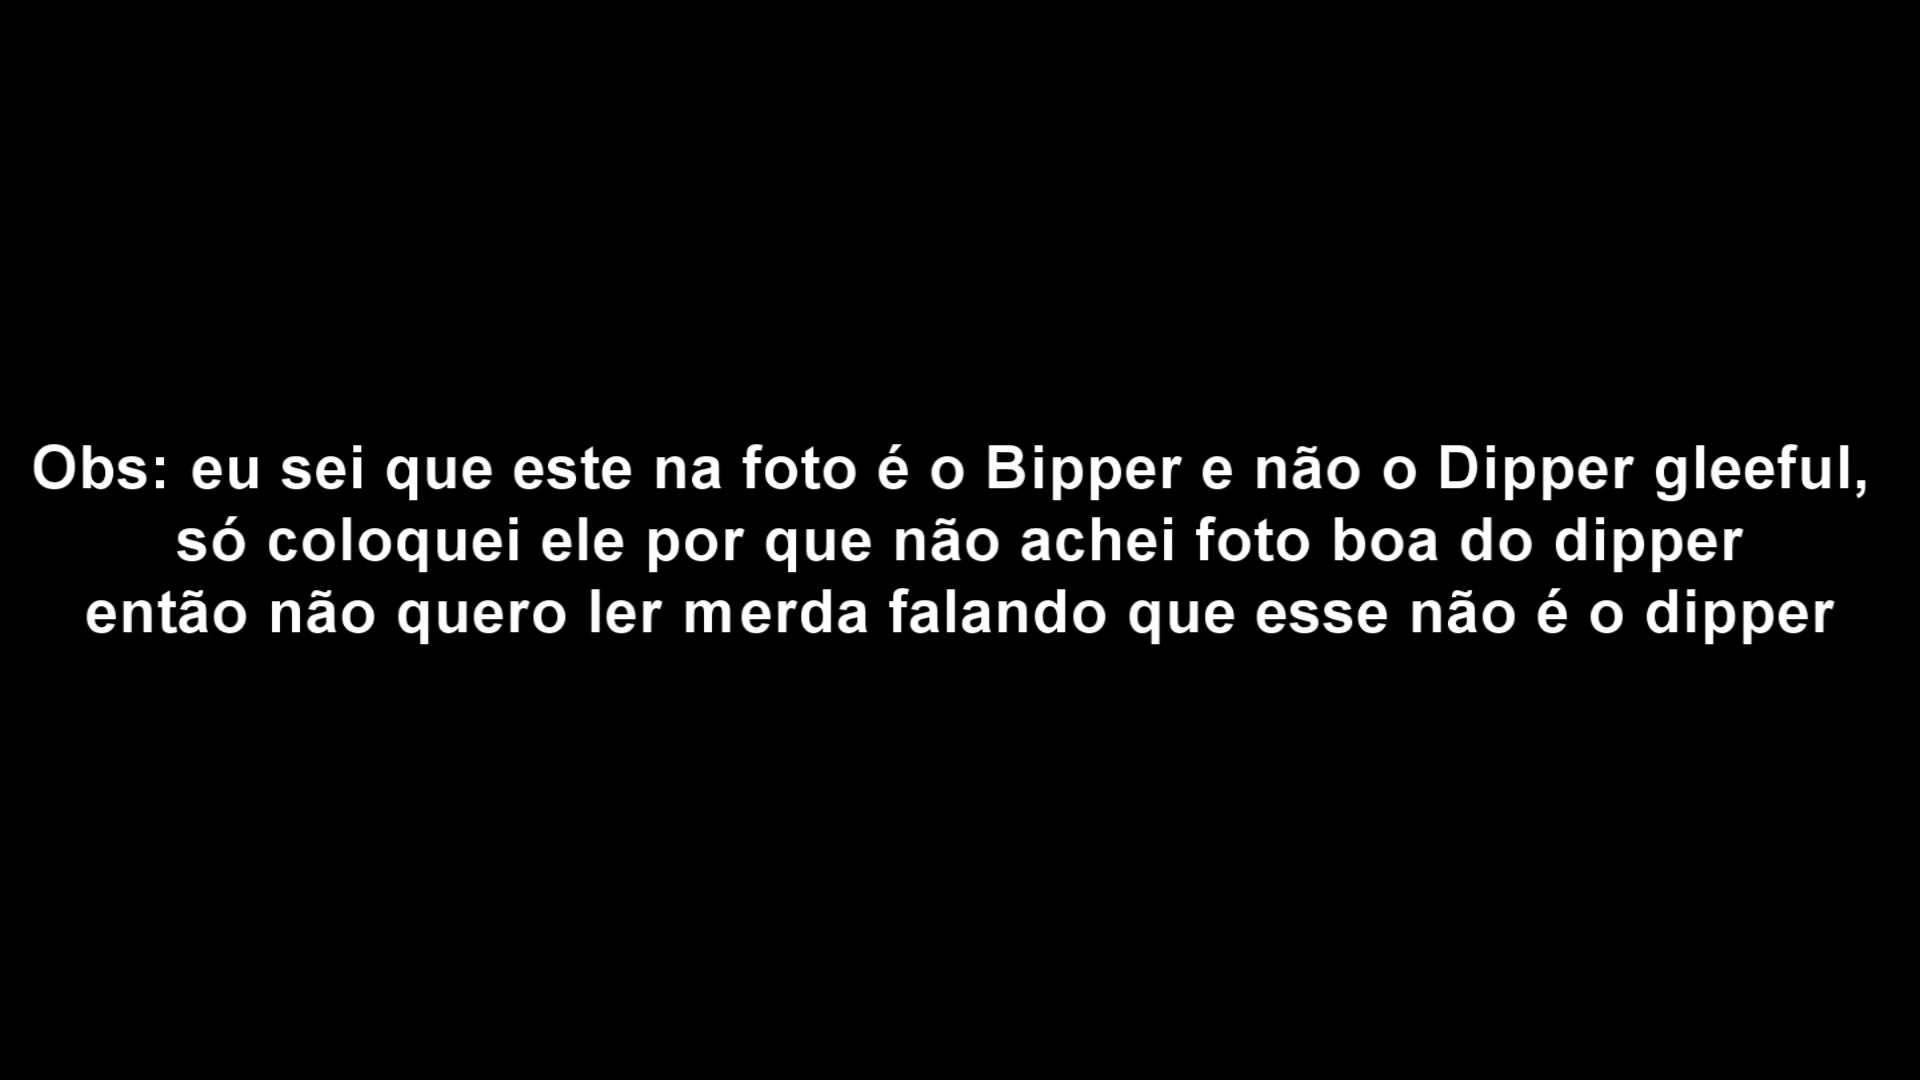 Obs: eu sei que este na foto é o Bipper e não o Dipper gleeful,
só coloquei ele por que não achei foto boa do dipper
então não quero ler merda falando que esse não é o dipper